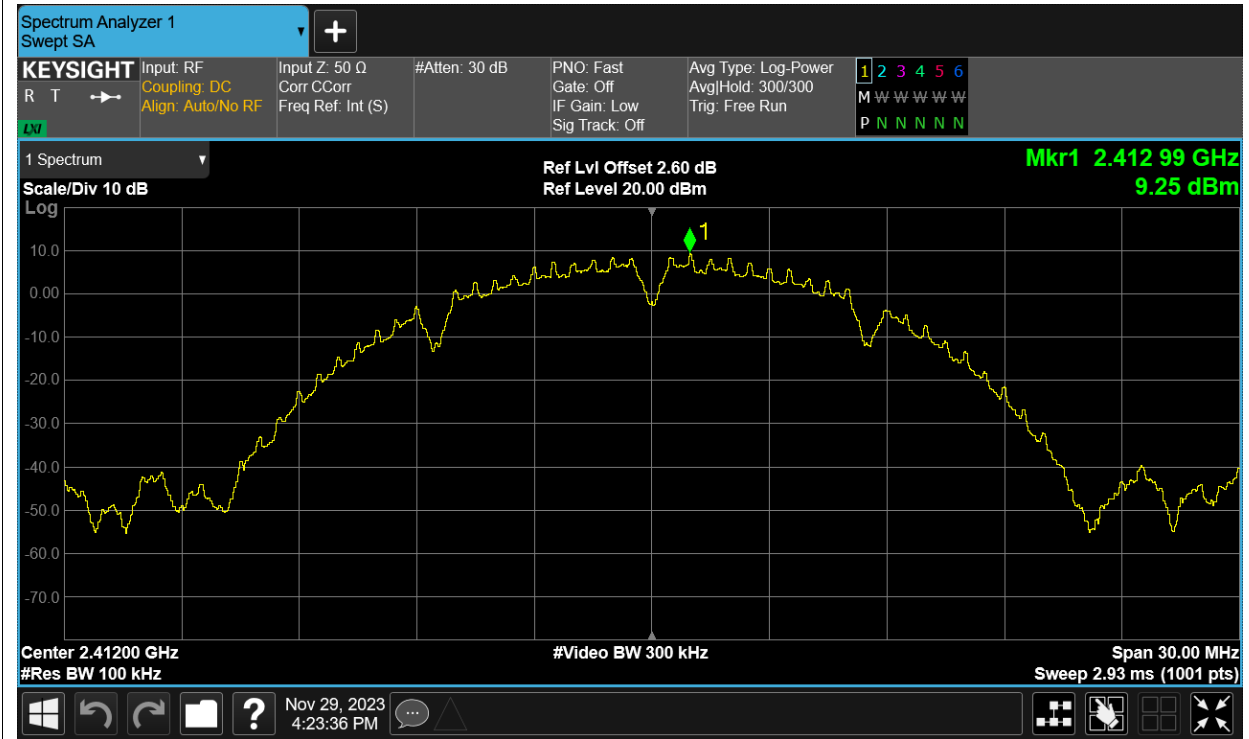 Spectrum Analyzer 1
Swept SA
KEYSIGHT
R T
LXI
Input: RF
Coupling: DC
Align: Auto/No RF
Input Z: 50 Ω
Corr CCorr
Freq Ref: Int (S)
#Atten: 30 dB
PNO: Fast
Gate: Off
IF Gain: Low
Sig Track: Off
Avg Type: Log-Power
Avg|Hold: 300/300
Trig: Free Run
1 2 3 4 5 6
M W W W W W
P N N N N N
1 Spectrum
Scale/Div 10 dB
Log
Ref Lvl Offset 2.60 dB
Ref Level 20.00 dBm
Mkr1 2.412 99 GHz
9.25 dBm
1
10.0
0.00
-10.0
-20.0
-30.0
-40.0
-50.0
-60.0
-70.0
Center 2.41200 GHz
#Res BW 100 kHz
#Video BW 300 kHz
Span 30.00 MHz
Sweep 2.93 ms (1001 pts)
?
Nov 29, 2023
4:23:36 PM